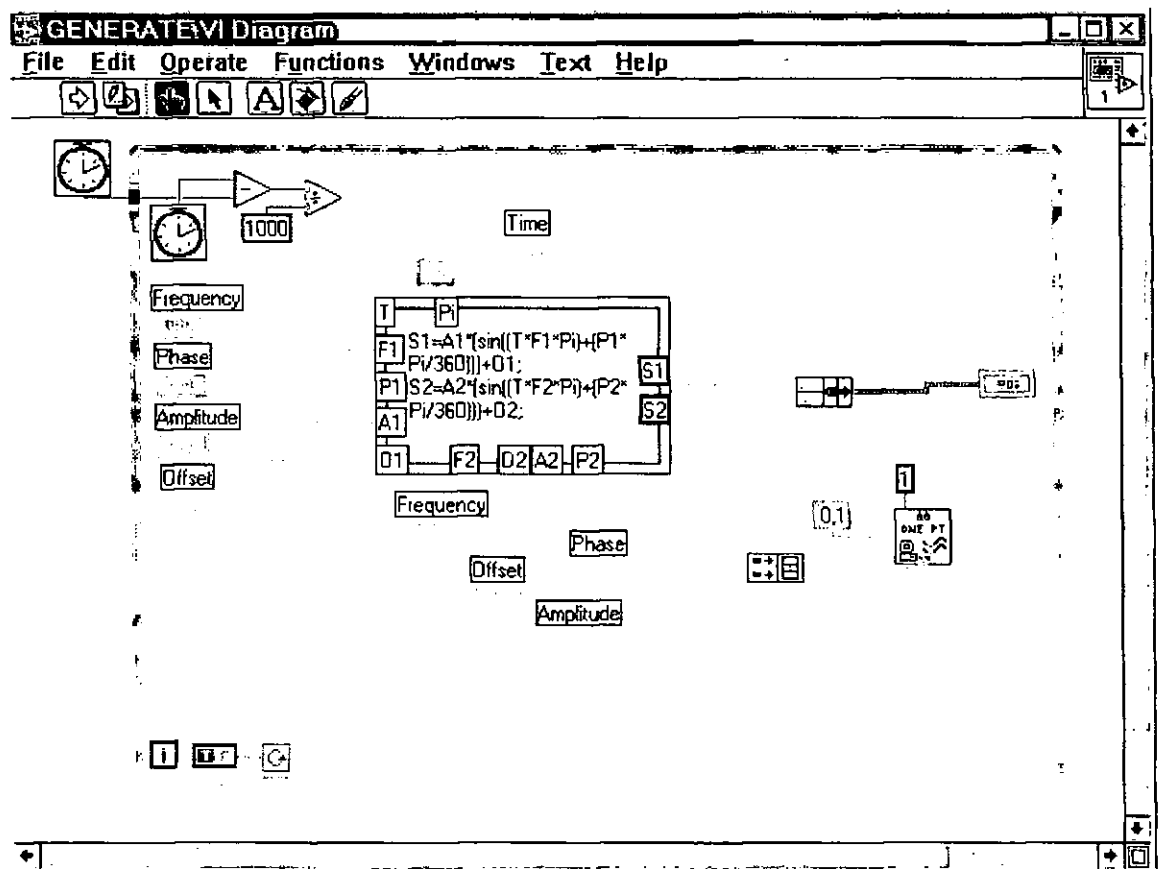 GENERATE.VI Diagram
File Edit Operate Functions Windows Text Help
A
1
1000
Time
Frequency
Phase
Amplitude
Offset
T
Pi
F1
S1=A1*(sin((T*F1*Pi)+(P1*
Pi/360)))+O1;
S1
P1
S2=A2*(sin((T*F2*Pi)+(P2*
Pi/360)))+O2;
S2
A1
O1
F2
O2
A2
P2
Frequency
Phase
Offset
Amplitude
0,1
1
ONE PT
i
T F